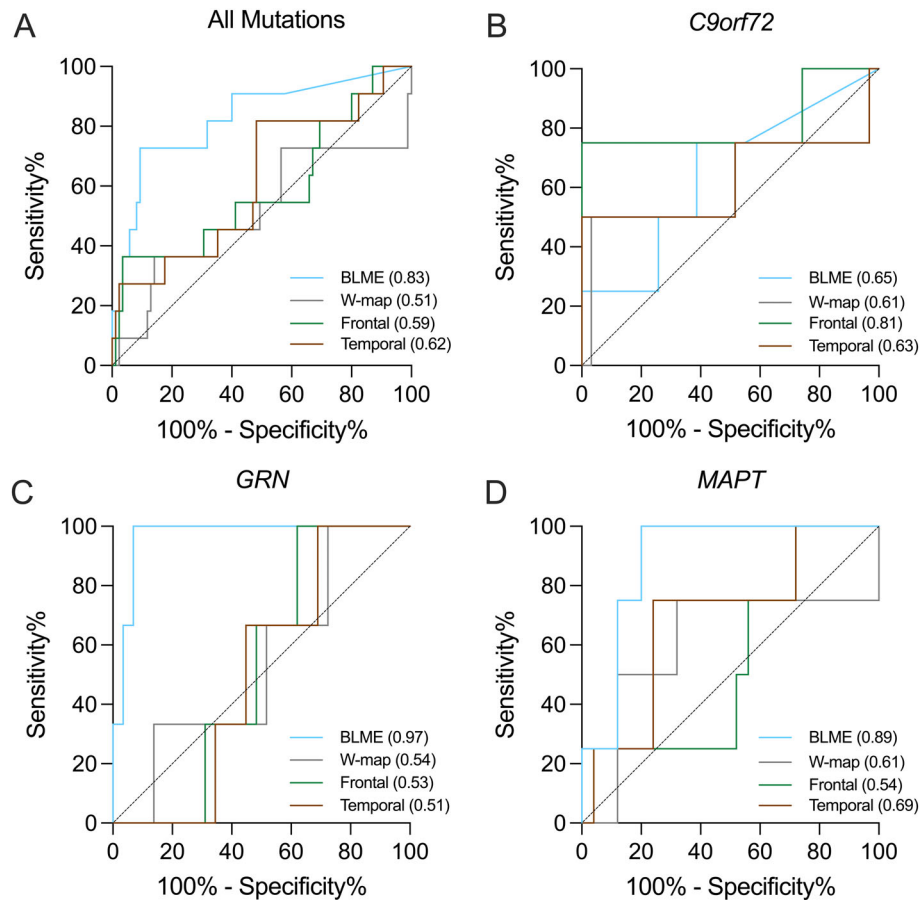 A
All Mutations
Sensitivity%
100
80
60
40
20
0
BLME (0.83)
W-map (0.51)
Frontal (0.59)
Temporal (0.62)
0 20 40 60 80 100
100% - Specificity%
B
C9orf72
Sensitivity%
100
80
60
40
20
0
BLME (0.65)
W-map (0.61)
Frontal (0.81)
Temporal (0.63)
0 20 40 60 80 100
100% - Specificity%
C
GRN
Sensitivity%
100
80
60
40
20
0
BLME (0.97)
W-map (0.54)
Frontal (0.53)
Temporal (0.51)
0 20 40 60 80 100
100% - Specificity%
D
MAPT
Sensitivity%
100
80
60
40
20
0
BLME (0.89)
W-map (0.61)
Frontal (0.54)
Temporal (0.69)
0 20 40 60 80 100
100% - Specificity%